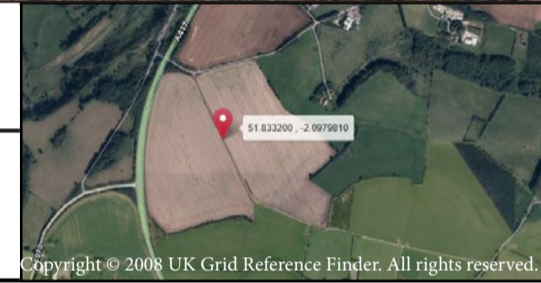 A417
51.833200 , -2.0979810
Copyright © 2008 UK Grid Reference Finder. All rights reserved.